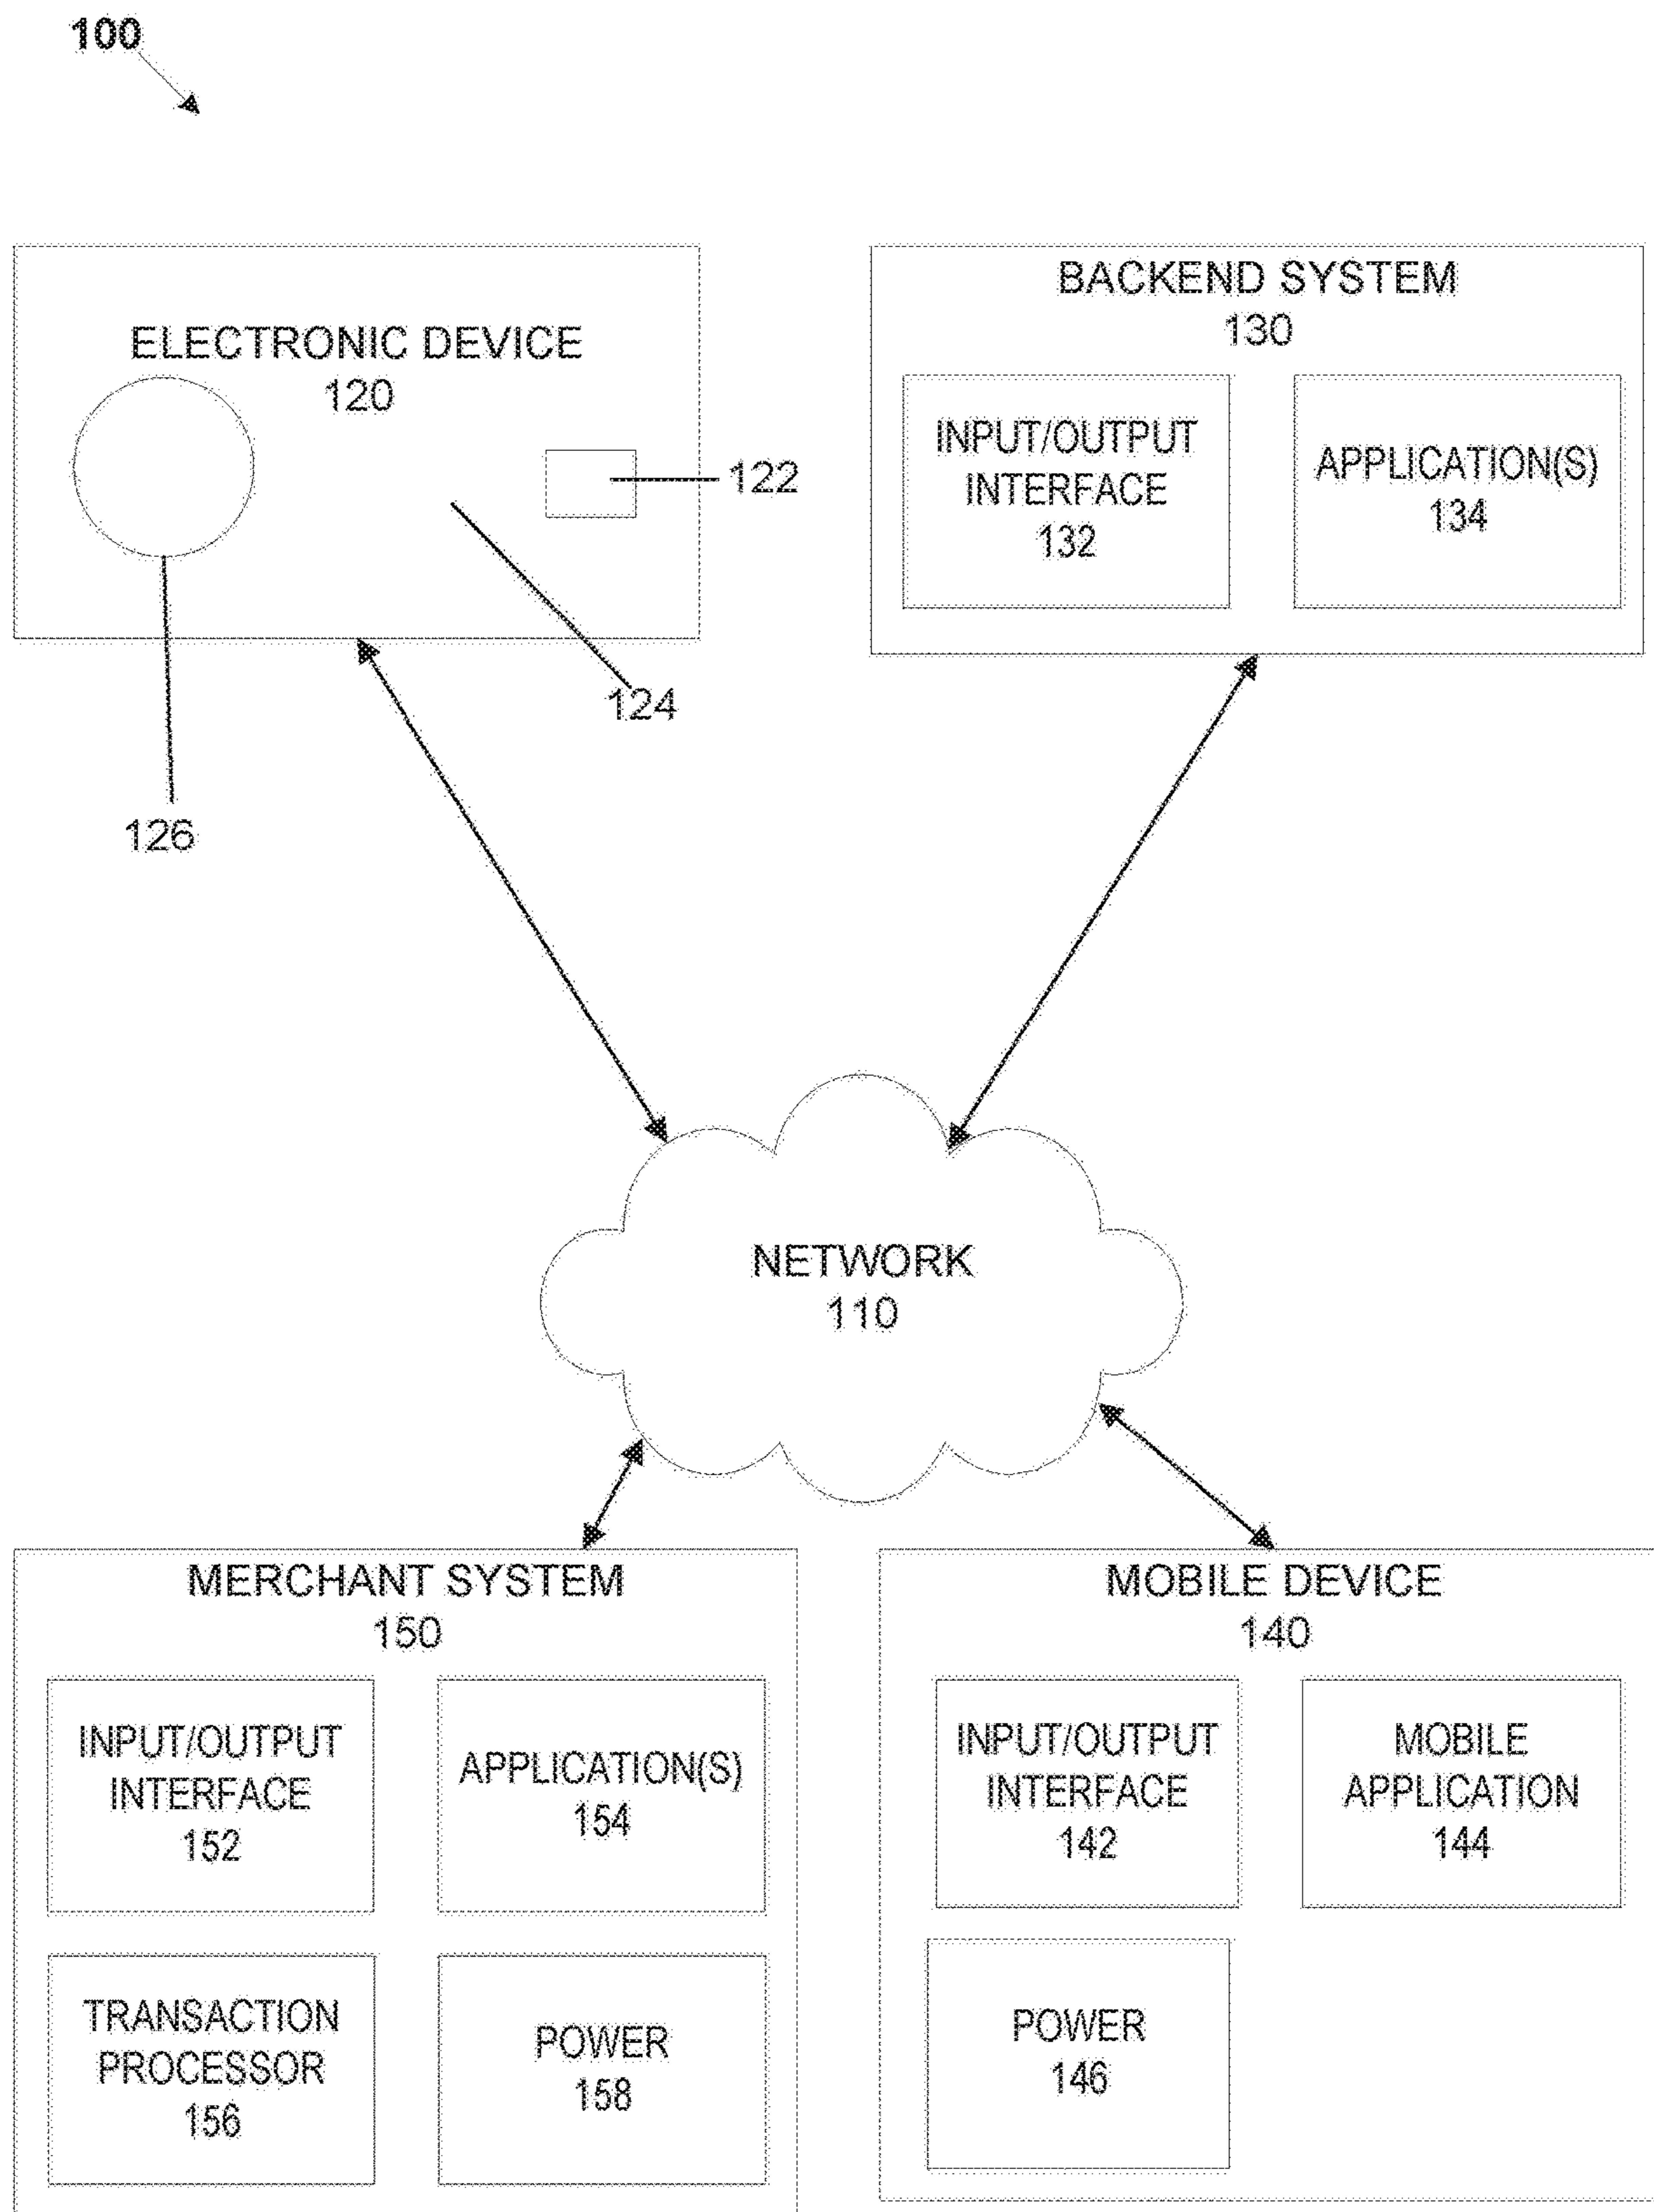 100
ELECTRONIC DEVICE
120
122
124
126
BACKEND SYSTEM
130
INPUT/OUTPUT
INTERFACE
132
APPLICATION(S)
134
NETWORK
110
MERCHANT SYSTEM
150
INPUT/OUTPUT
INTERFACE
152
APPLICATION(S)
154
TRANSACTION
PROCESSOR
156
POWER
158
MOBILE DEVICE
140
INPUT/OUTPUT
INTERFACE
142
MOBILE
APPLICATION
144
POWER
146